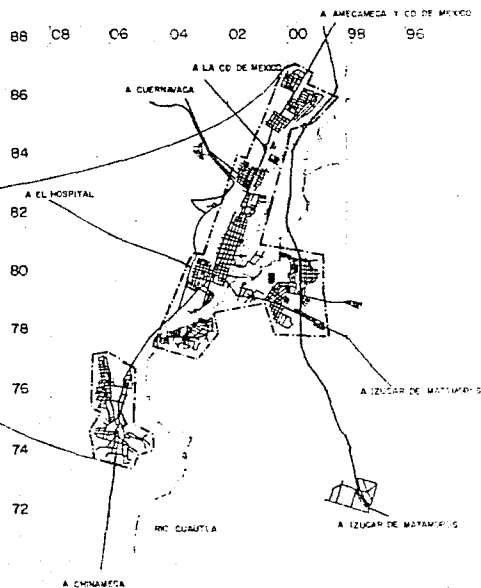 A AMECAMECA Y CD DE MEXICO
88 '08 06 04 02 00 98 96
A LA CD DE MEXICO
86
A CUERNAVACA
84
A EL HOSPITAL
82
80
78
A IZUCAR DE MATAMOROS
76
74
72
RIO CUAUTLA
A IZUCAR DE MATAMOROS
A CHINAMECA